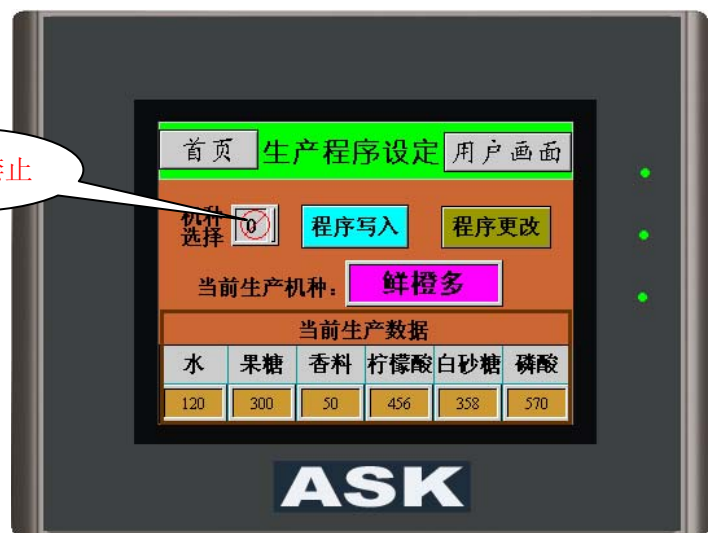 禁止
首页 生产程序设定 用户画面
机种
选择 0 程序写入 程序更改
当前生产机种： 鲜橙多
当前生产数据
水 果糖 香料 柠檬酸 白砂糖 磷酸
120 300 50 456 358 570
ASK